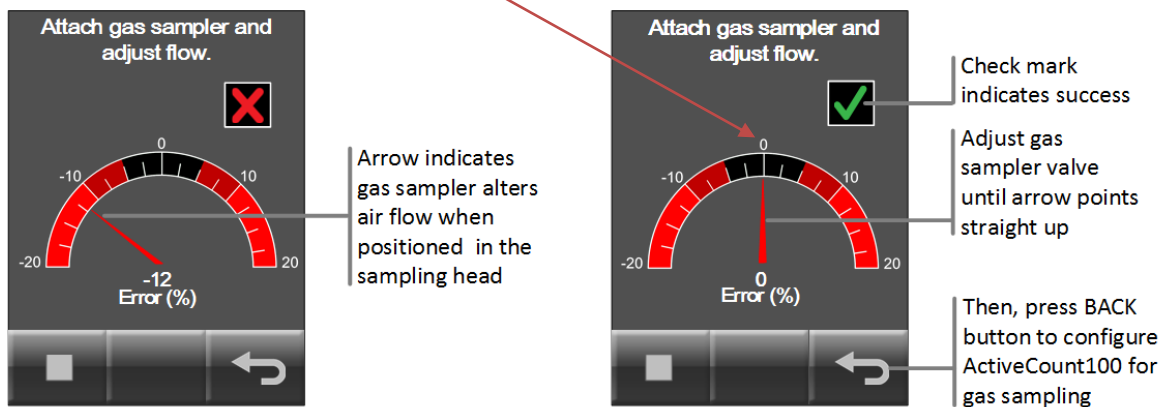 Attach gas sampler and
adjust flow.
0
-10
10
-20
20
-12
Error (%)
Arrow indicates
gas sampler alters
air flow when
positioned in the
sampling head
Attach gas sampler and
adjust flow.
0
-10
10
-20
20
0
Error (%)
Check mark
indicates success
Adjust gas
sampler valve
until arrow points
straight up
Then, press BACK
button to configure
ActiveCount100 for
gas sampling